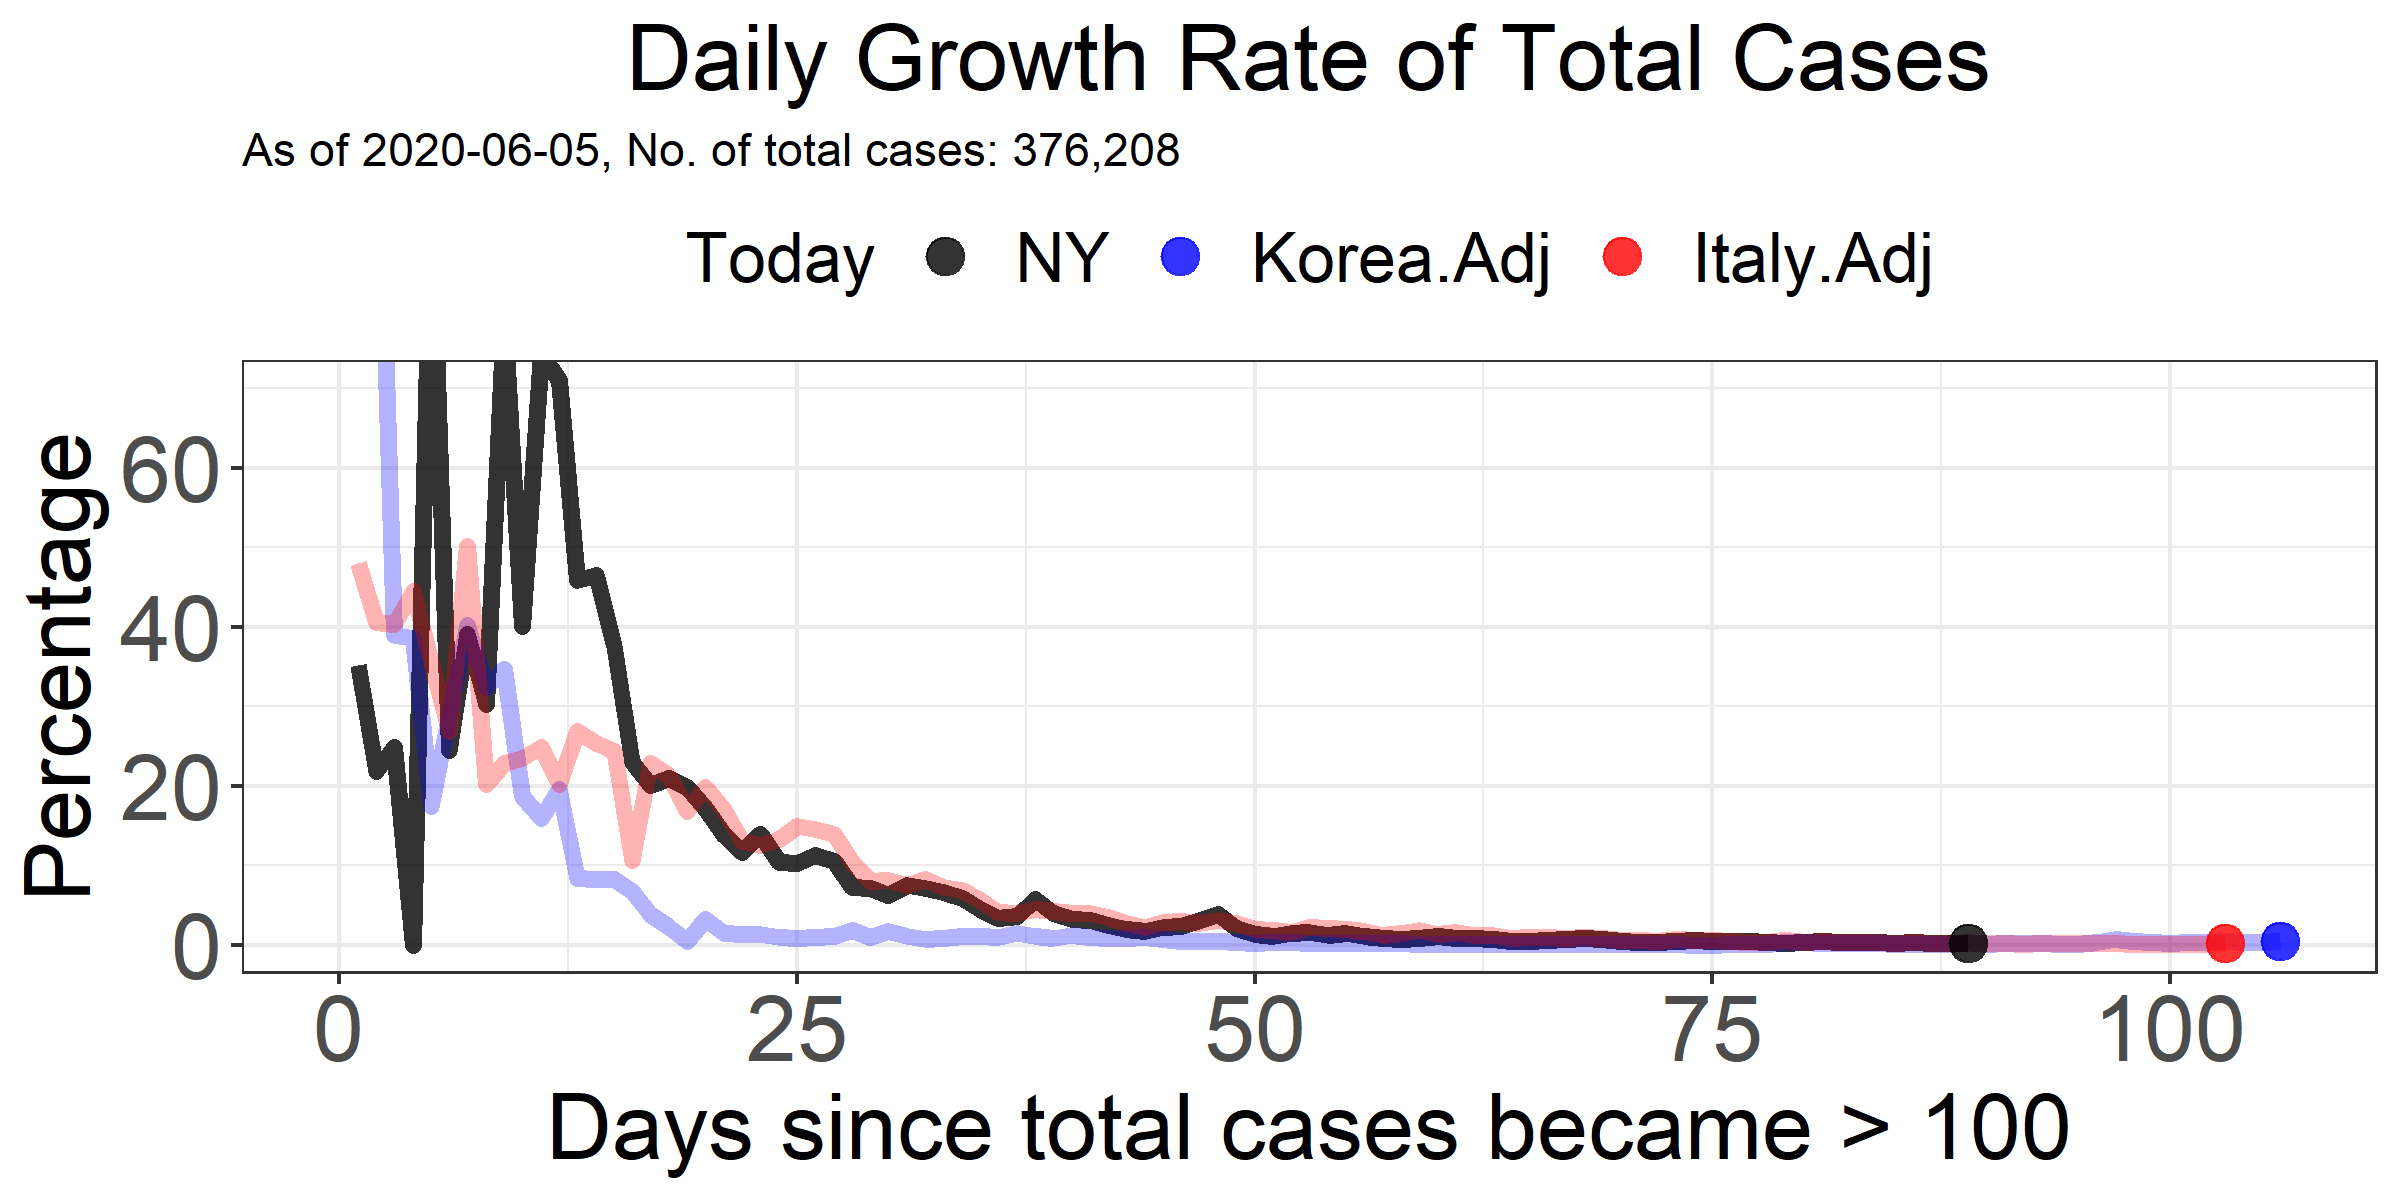 Daily Growth Rate of Total Cases
As of 2020-06-05, No. of total cases: 376,208
Today NY Korea.Adj Italy.Adj
Percentage
60
40
20
0
0 25 50 75 100
Days since total cases became > 100